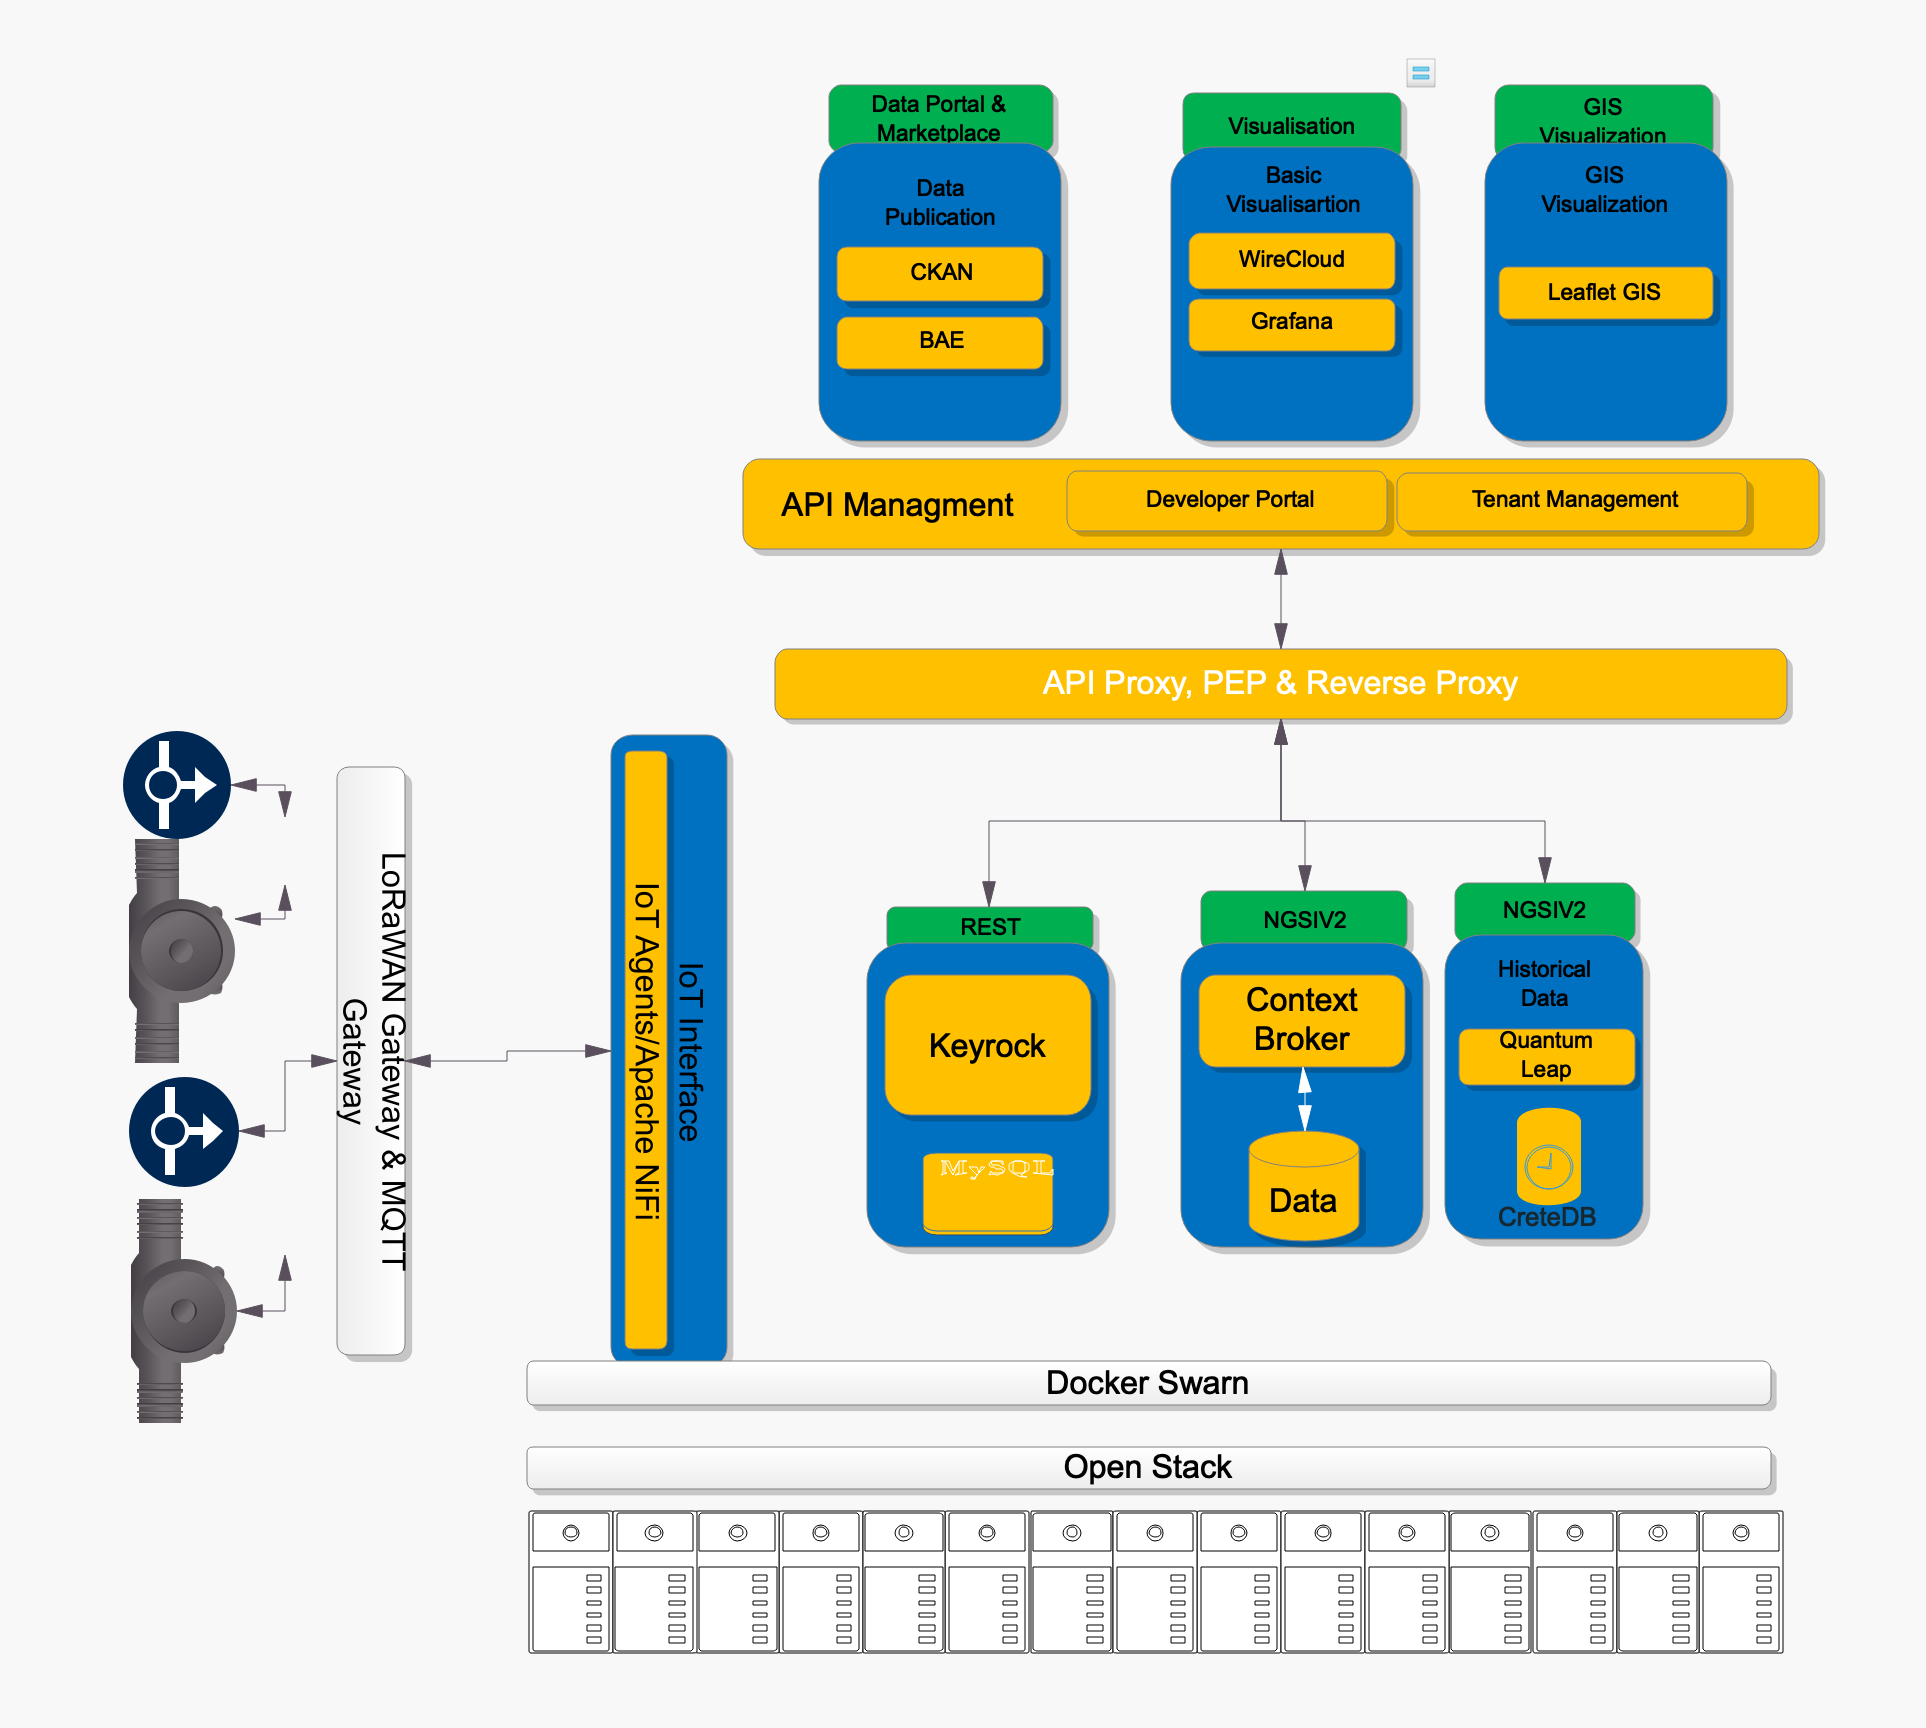 Data Portal &
Marketplace
Data
Publication
CKAN
BAE
Visualisation
Basic
Visualisartion
WireCloud
Grafana
GIS
Visualization
GIS
Visualization
Leaflet GIS
API Managment
Developer Portal
Tenant Management
API Proxy, PEP & Reverse Proxy
LoRaWAN Gateway & MQTT
Gateway
IoT Interface
IoT Agents/Apache NiFi
REST
Keyrock
MySQL
NGSIV2
Context
Broker
Data
NGSIV2
Historical
Data
Quantum
Leap
CreteDB
Docker Swarn
Open Stack